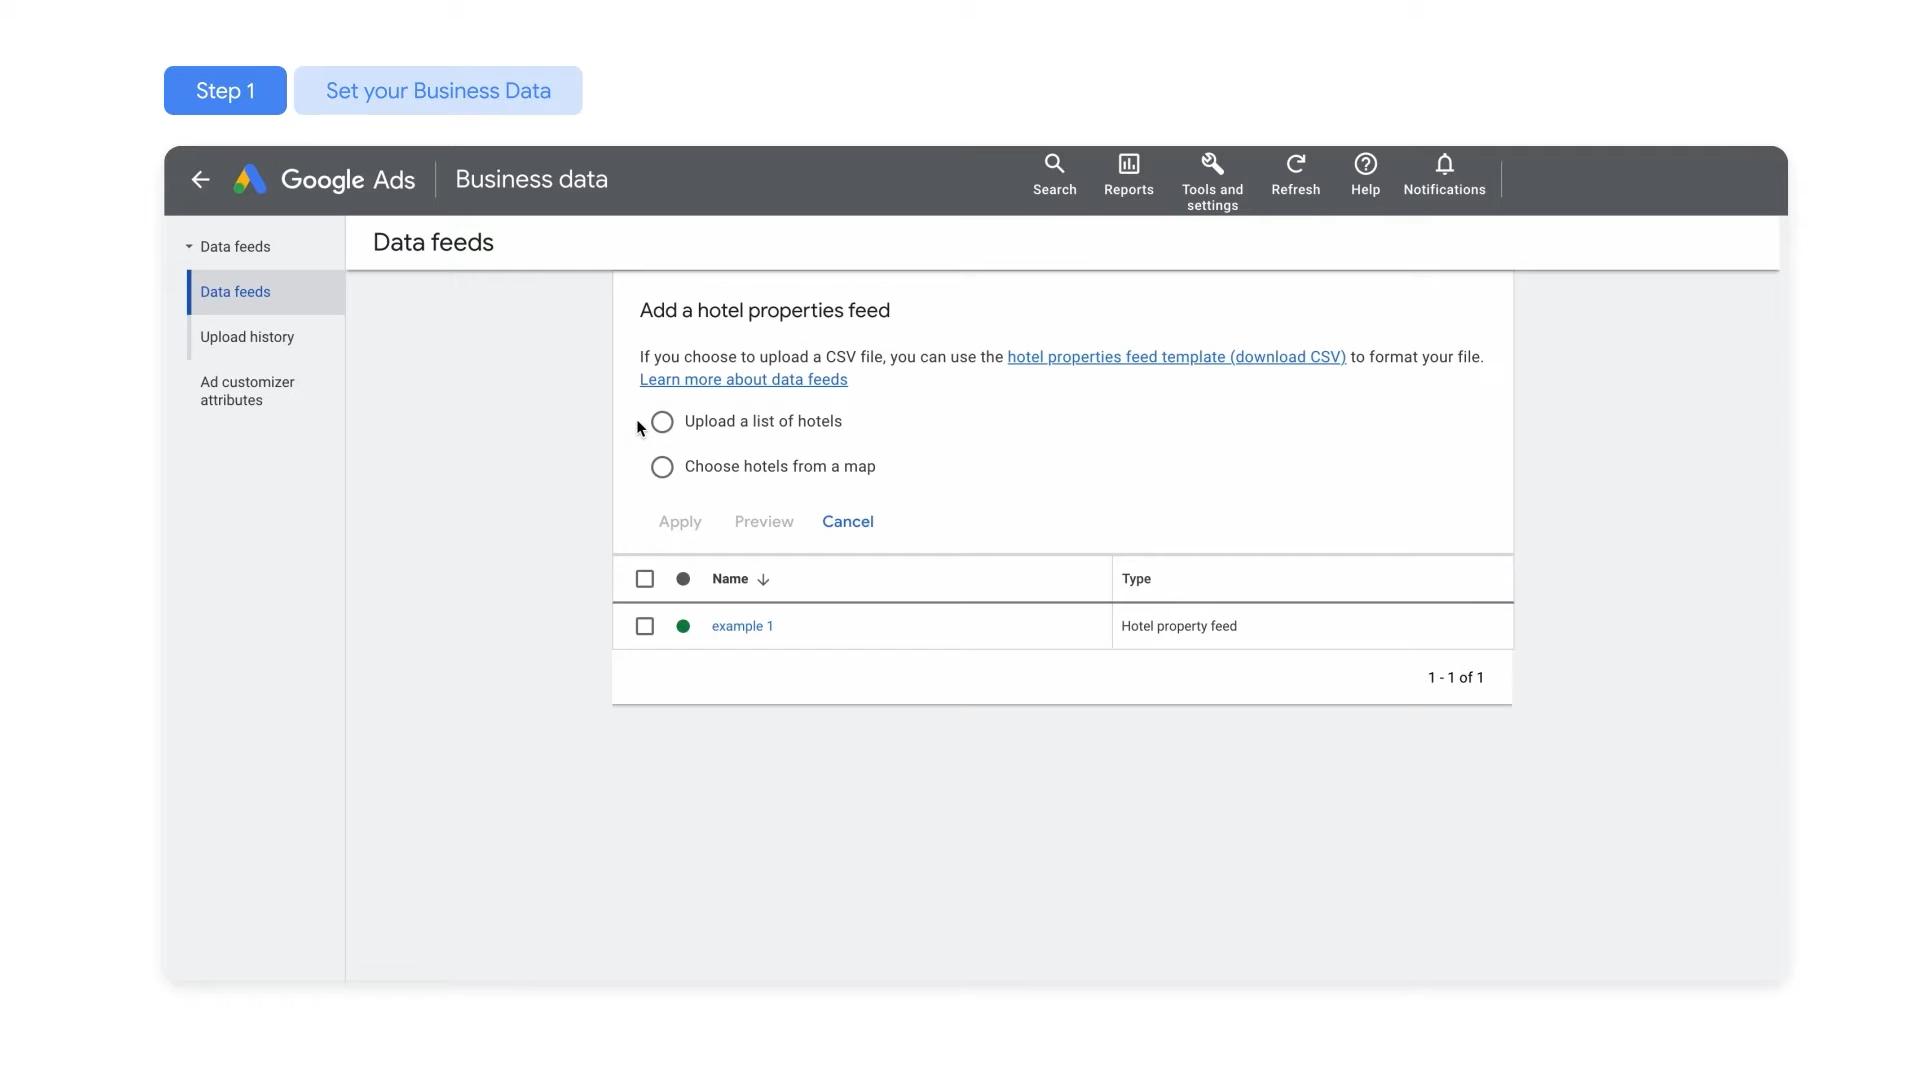 Step 1
Set your Business Data
Google Ads
Business data
Search
Reports
Tools and
settings
Refresh
Help
Notifications
Data feeds
Data feeds
Upload history
Ad customizer
attributes
Data feeds
Add a hotel properties feed
If you choose to upload a CSV file, you can use the hotel properties feed template (download CSV) to format your file.
Learn more about data feeds
Upload a list of hotels
Choose hotels from a map
Apply
Preview
Cancel
Name
Type
example 1
Hotel property feed
1 - 1 of 1